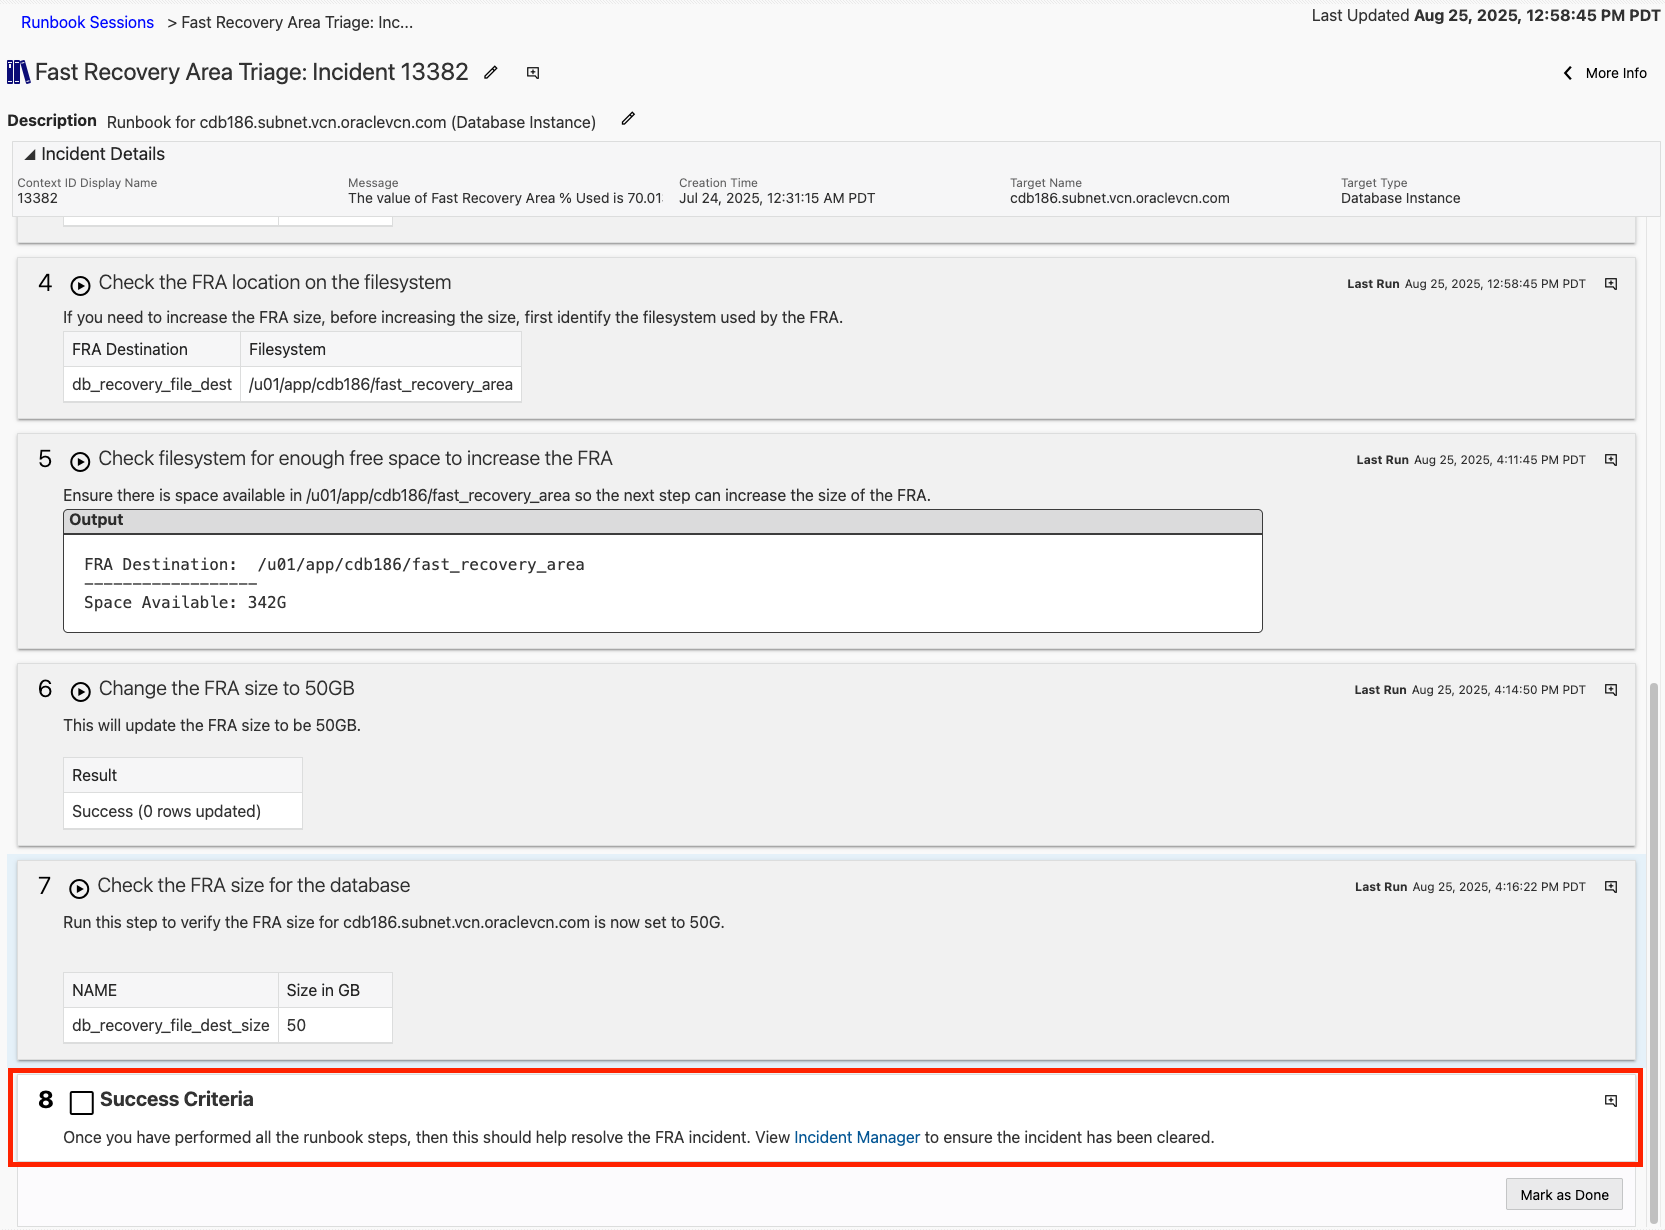 Runbook Sessions > Fast Recovery Area Triage: Inc...
Last Updated Aug 25, 2025, 12:58:45 PM PDT
Fast Recovery Area Triage: Incident 13382
More Info
Description Runbook for cdb186.subnet.vcn.oraclevcn.com (Database Instance)
Incident Details
Context ID Display Name
13382
Message
The value of Fast Recovery Area % Used is 70.01
Creation Time
Jul 24, 2025, 12:31:15 AM PDT
Target Name
cdb186.subnet.vcn.oraclevcn.com
Target Type
Database Instance
4 Check the FRA location on the filesystem
Last Run Aug 25, 2025, 12:58:45 PM PDT
If you need to increase the FRA size, before increasing the size, first identify the filesystem used by the FRA.
FRA Destination Filesystem
db_recovery_file_dest /u01/app/cdb186/fast_recovery_area
5 Check filesystem for enough free space to increase the FRA
Last Run Aug 25, 2025, 4:11:45 PM PDT
Ensure there is space available in /u01/app/cdb186/fast_recovery_area so the next step can increase the size of the FRA.
Output
FRA Destination: /u01/app/cdb186/fast_recovery_area
------------------
Space Available: 342G
6 Change the FRA size to 50GB
Last Run Aug 25, 2025, 4:14:50 PM PDT
This will update the FRA size to be 50GB.
Result
Success (0 rows updated)
7 Check the FRA size for the database
Last Run Aug 25, 2025, 4:16:22 PM PDT
Run this step to verify the FRA size for cdb186.subnet.vcn.oraclevcn.com is now set to 50G.
NAME Size in GB
db_recovery_file_dest_size 50
8 Success Criteria
Once you have performed all the runbook steps, then this should help resolve the FRA incident. View Incident Manager to ensure the incident has been cleared.
Mark as Done